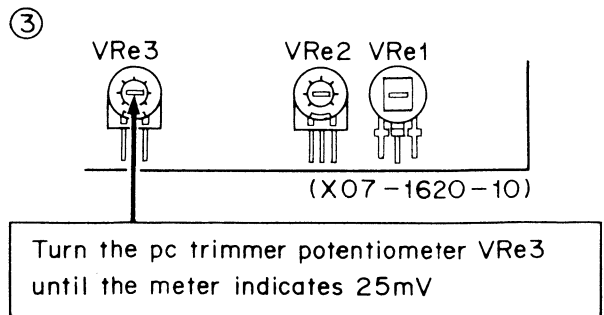 ③
VRe3 VRe2 VRe1
(X07-1620-10)
Turn the pc trimmer potentiometer VRe3
until the meter indicates 25mV